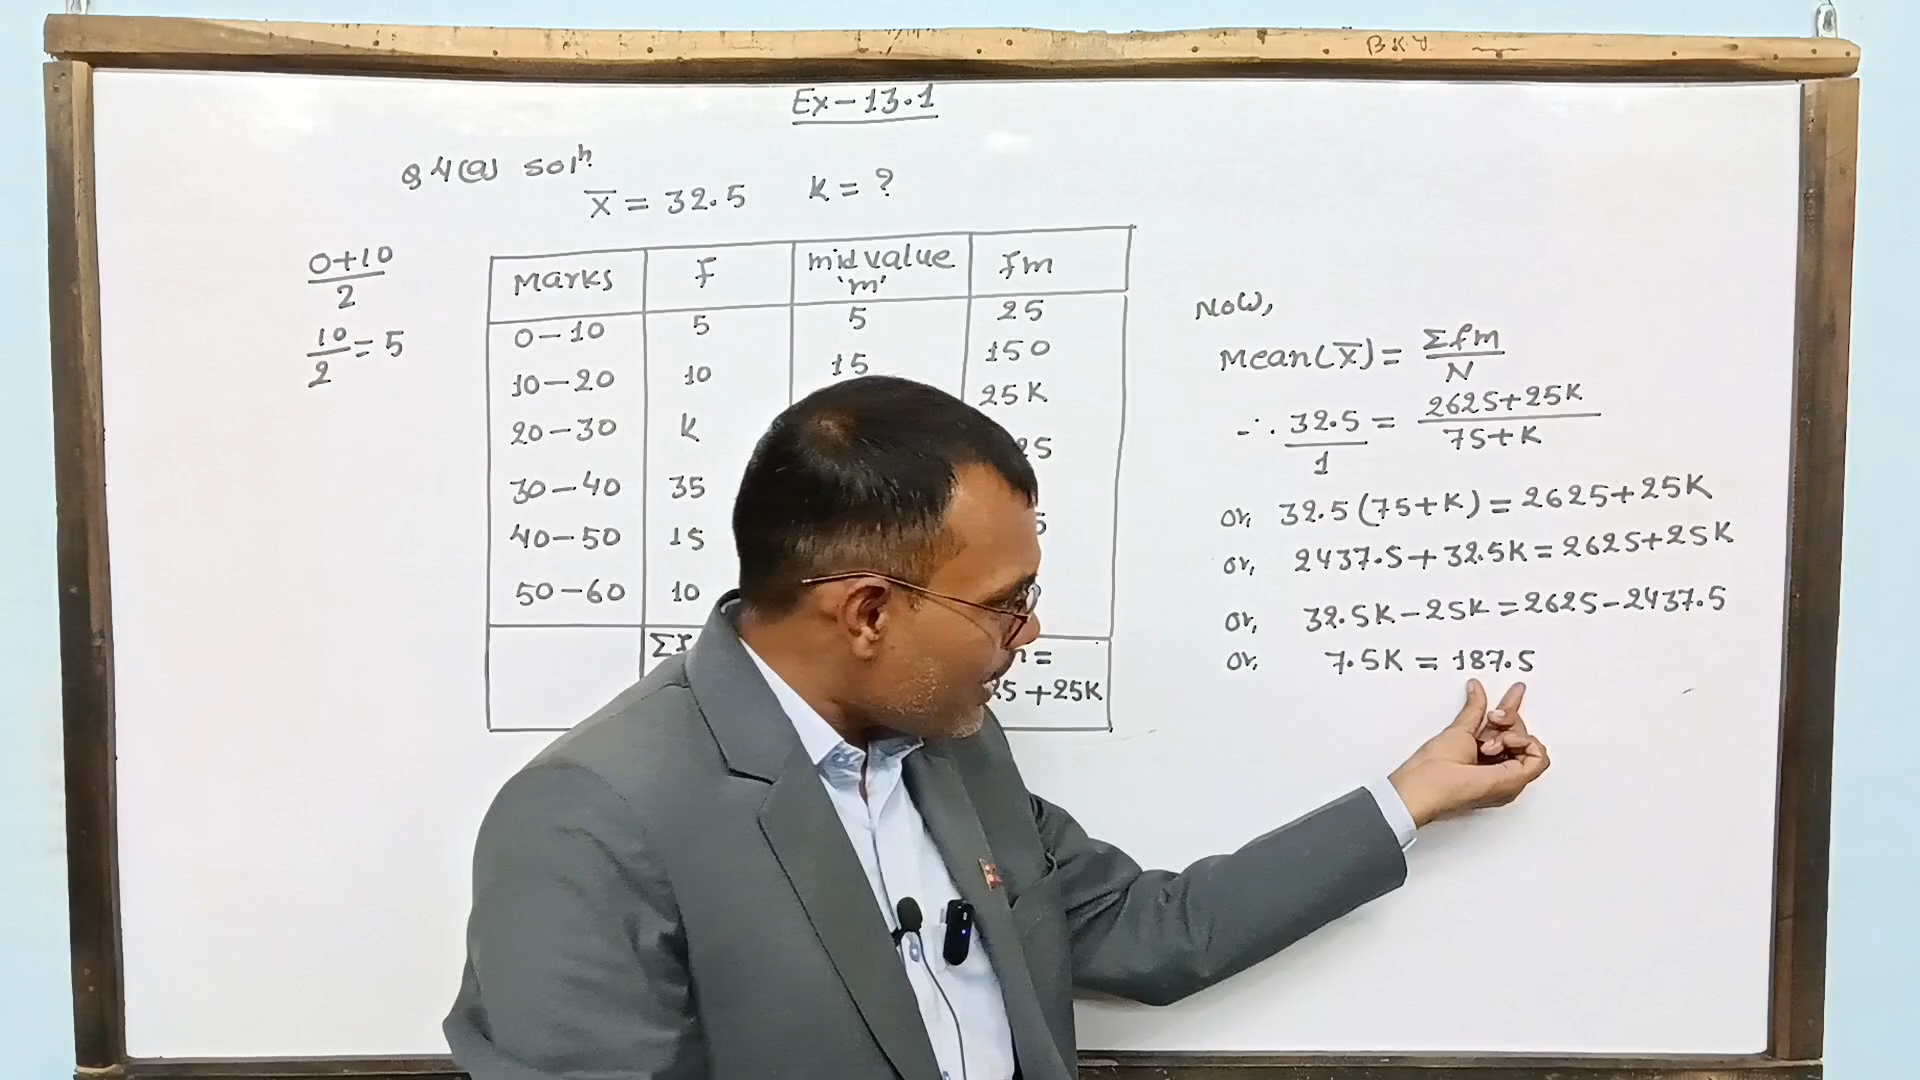 B.K.Y.
Ex-13.1
Q4(a) solⁿ
x̄ = 32.5 k = ?
0+10
2
10/2 = 5
Marks F mid value 'm' fm
0-10 5 5 25
10-20 10 15 150
20-30 k 25K
30-40 35
40-50 15
50-60 10
Σf
=
25+25K
Now,
Mean(x̄) = Σfm/N
∴ 32.5/1 = 2625+25K/75+K
or, 32.5(75+K) = 2625+25K
or, 2437.5+32.5K = 2625+25K
or, 32.5K-25K = 2625-2437.5
or, 7.5K = 187.5